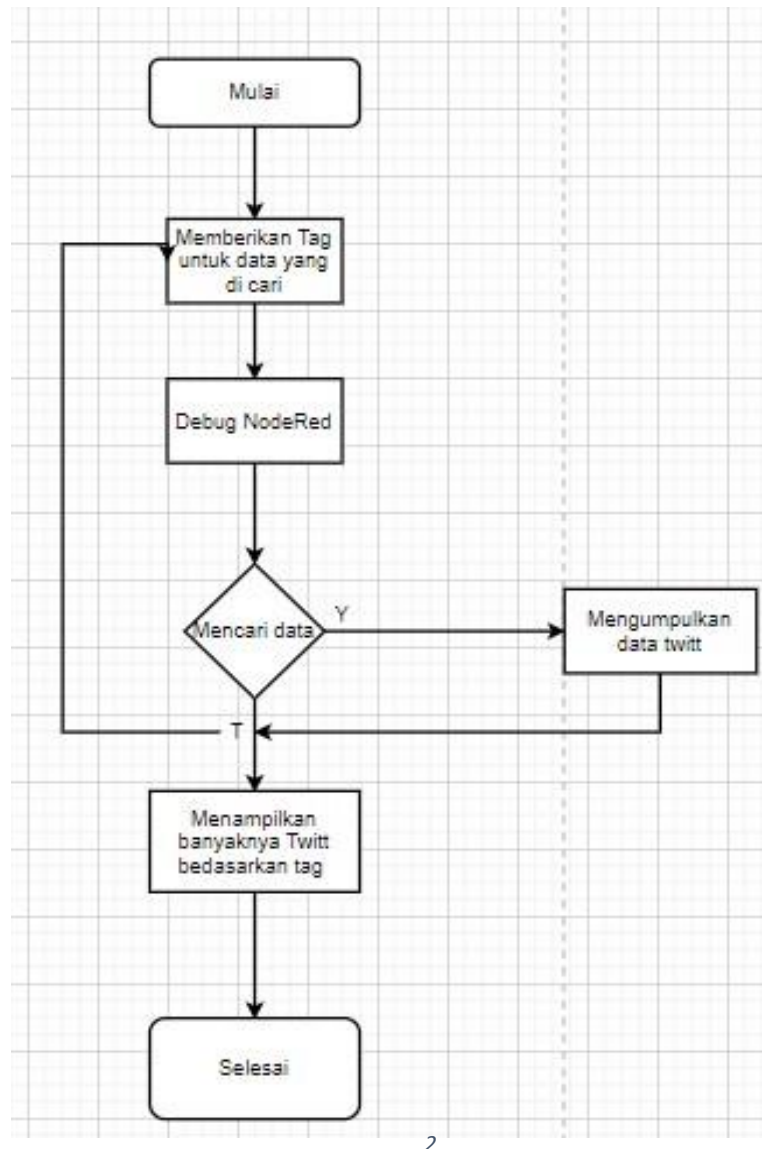 Mulai
Memberikan Tag
untuk data yang
di cari
Debug NodeRed
Mencari data
Y
Mengumpulkan
data twitt
T
Menampilkan
banyaknya Twitt
bedasarkan tag
Selesai
2